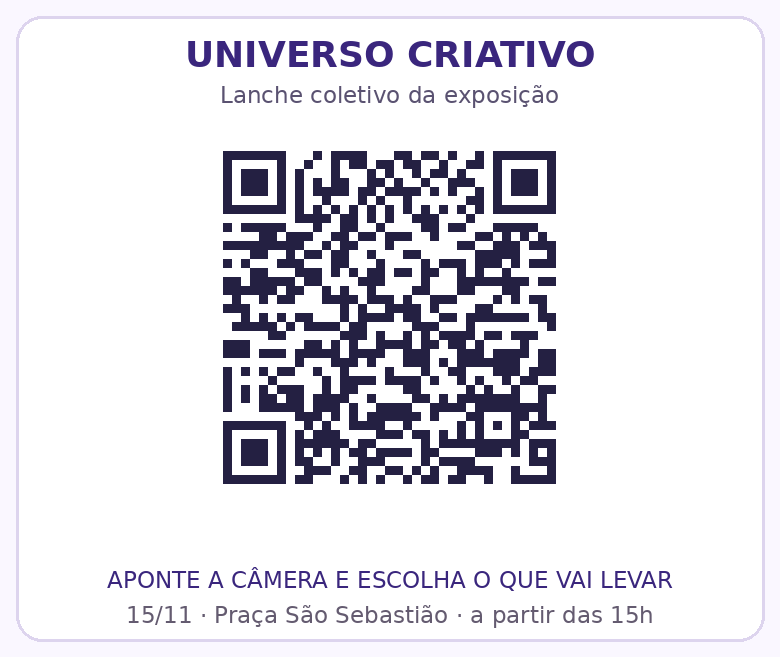 UNIVERSO CRIATIVO
Lanche coletivo da exposição
APONTE A CÂMERA E ESCOLHA O QUE VAI LEVAR
15/11 · Praça São Sebastião · a partir das 15h